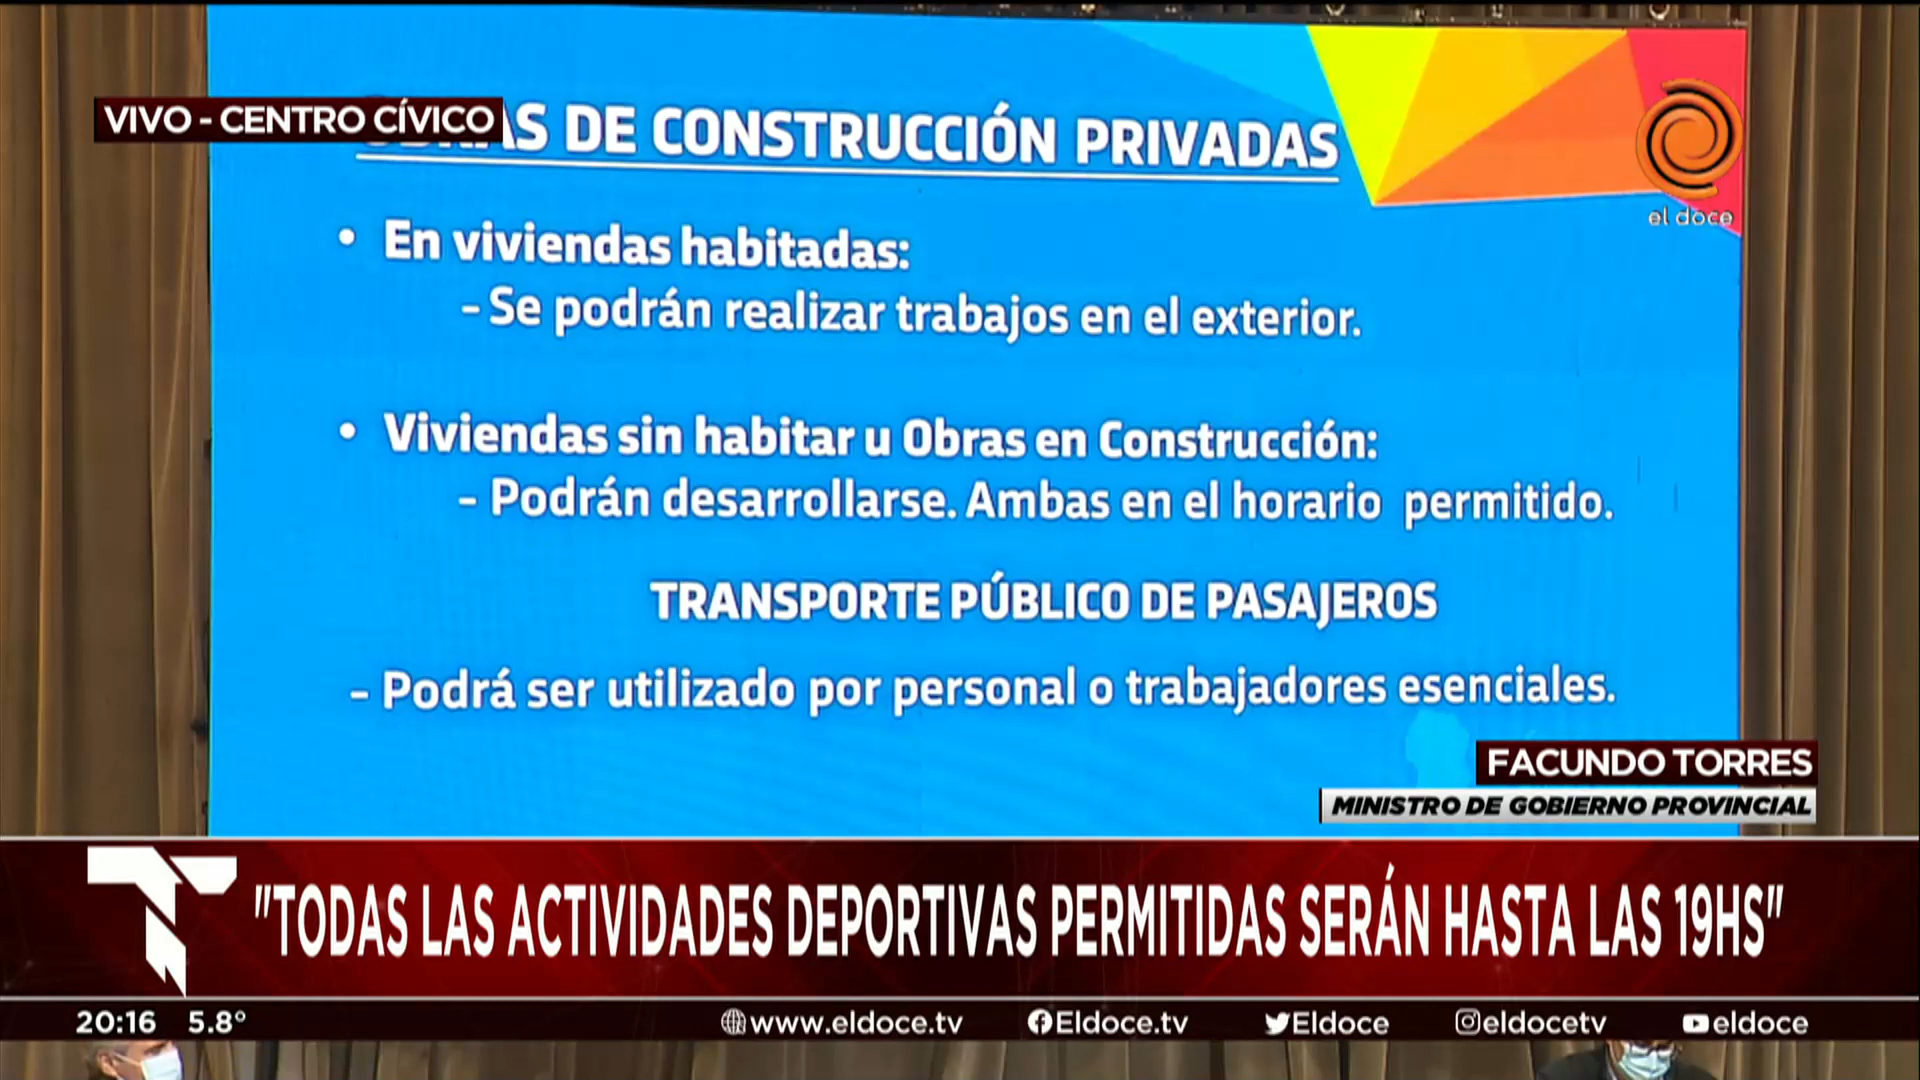 VIVO - CENTRO CÍVICO
AS DE CONSTRUCCIÓN PRIVADAS
el doce
• En viviendas habitadas:
- Se podrán realizar trabajos en el exterior.
• Viviendas sin habitar u Obras en Construcción:
- Podrán desarrollarse. Ambas en el horario permitido.
TRANSPORTE PÚBLICO DE PASAJEROS
- Podrá ser utilizado por personal o trabajadores esenciales.
FACUNDO TORRES
MINISTRO DE GOBIERNO PROVINCIAL
"TODAS LAS ACTIVIDADES DEPORTIVAS PERMITIDAS SERÁN HASTA LAS 19HS"
20:16 5.8° www.eldoce.tv Eldoce.tv Eldoce eldocetv eldoce